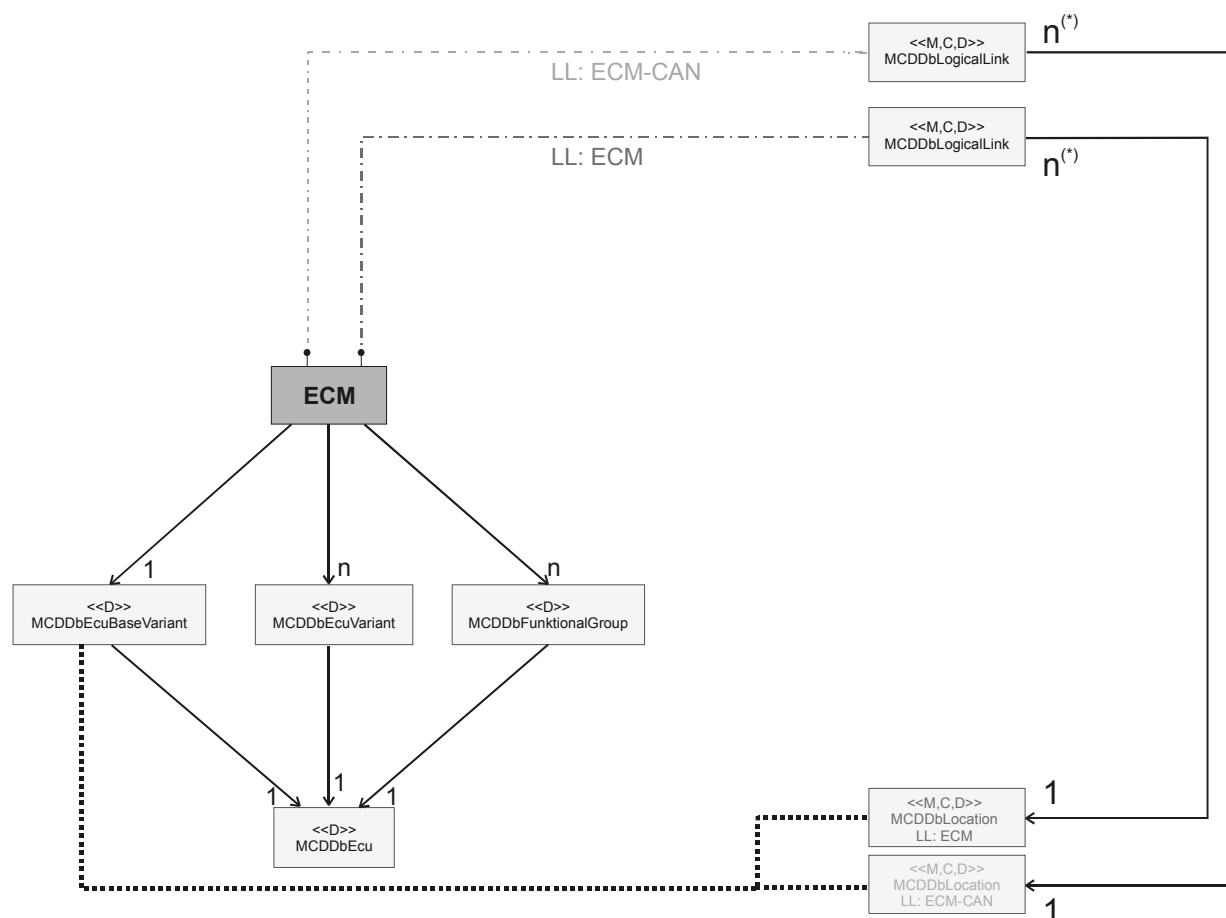 <<M,C,D>>
MCDDbLogicalLink
n(*)
LL: ECM-CAN
<<M,C,D>>
MCDDbLogicalLink
n(*)
LL: ECM
ECM
1
n
n
<<D>>
MCDDbEcuBaseVariant
<<D>>
MCDDbEcuVariant
<<D>>
MCDDbFunktionalGroup
1
1
1
<<D>>
MCDDbEcu
<<M,C,D>>
MCDDbLocation
LL: ECM
1
<<M,C,D>>
MCDDbLocation
LL: ECM-CAN
1